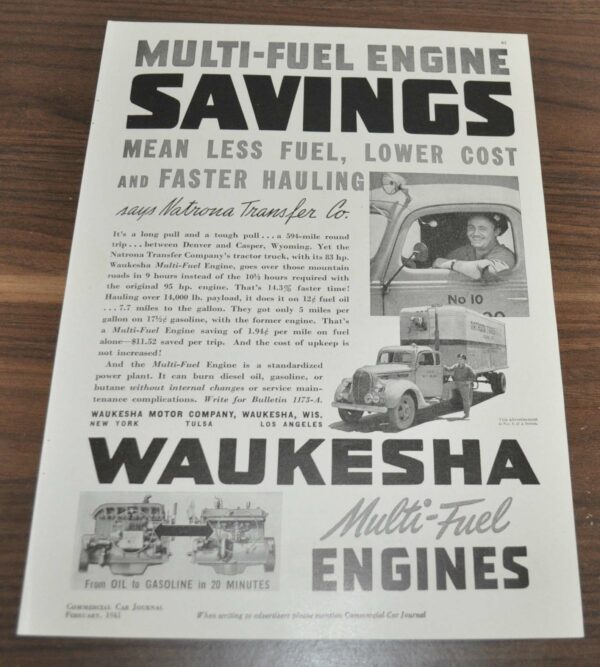 MULTI-FUEL ENGINE
SAVINGS
MEAN LESS FUEL, LOWER COST
AND FASTER HAULING
says Natrona Transfer Co.
It's a long pull and a tough pull . . . a 594-mile round
trip . . . between Denver and Casper, Wyoming. Yet the
Natrona Transfer Company's tractor truck, with its 83 hp.
Waukesha Multi-Fuel Engine, goes over those mountain
roads in 9 hours instead of the 10½ hours required with
the original 95 hp. engine. That's 14.3% faster time!
Hauling over 14,000 lb. payload, it does it on 12¢ fuel oil
. . . 7.7 miles to the gallon. They got only 5 miles per
gallon on 17½¢ gasoline, with the former engine. That's
a Multi-Fuel Engine saving of 1.94¢ per mile on fuel
alone—$11.52 saved per trip. And the cost of upkeep is
not increased!
And the Multi-Fuel Engine is a standardized
power plant. It can burn diesel oil, gasoline, or
butane without internal changes or service main-
tenance complications. Write for Bulletin 1175-A.
WAUKESHA MOTOR COMPANY, WAUKESHA, WIS.
NEW YORK TULSA LOS ANGELES
No 10
NATRONA TRANSFER
This advertisement
is No. 6 of a Series.
WAUKESHA
Multi-Fuel
ENGINES
From OIL to GASOLINE in 20 MINUTES
COMMERCIAL CAR JOURNAL
FEBRUARY, 1941
When writing to advertisers please mention Commercial Car Journal